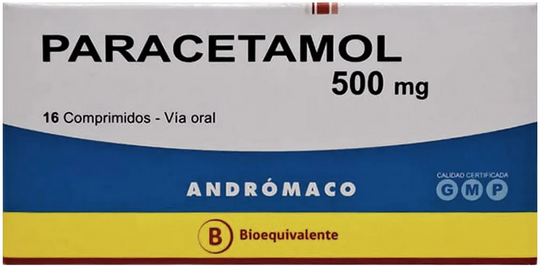 PARACETAMOL
500 mg
16 Comprimidos - Vía oral
ANDRÓMACO
CALIDAD CERTIFICADA
GMP
B Bioequivalente